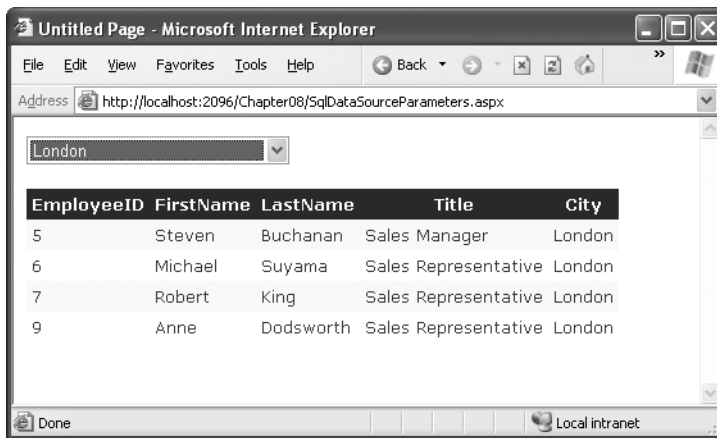 Untitled Page - Microsoft Internet Explorer
File Edit View Favorites Tools Help Back »
Address http://localhost:2096/Chapter08/SqlDataSourceParameters.aspx
London
EmployeeID FirstName LastName Title City
5 Steven Buchanan Sales Manager London
6 Michael Suyama Sales Representative London
7 Robert King Sales Representative London
9 Anne Dodsworth Sales Representative London
Done Local intranet